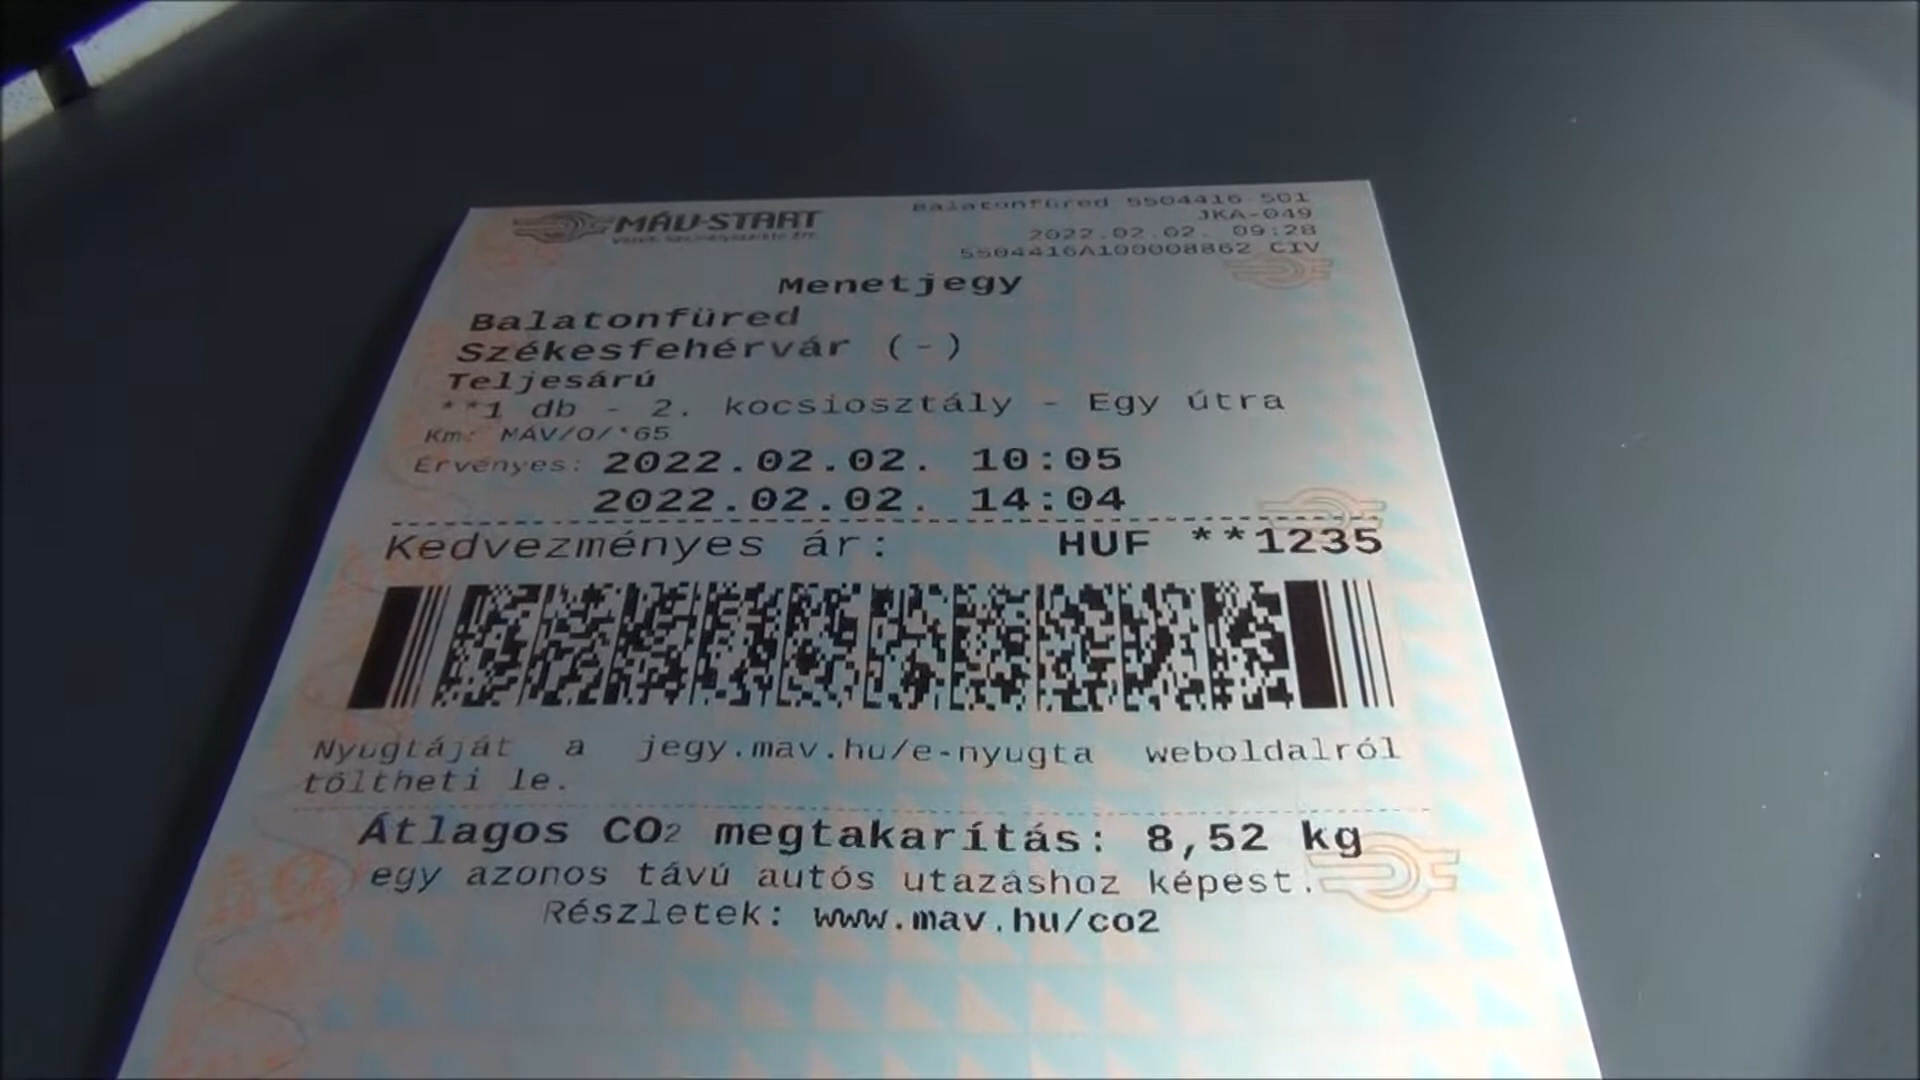 MÁV-START
Balatonfüred 5504416-501
JKA-049
2022.02.02. 09:28
5504416A100008862 CIV
Menetjegy
Balatonfüred
Székesfehérvár (-)
Teljesárú
**1 db - 2. kocsiosztály - Egy útra
Km: MÁV/O/*65
Érvényes: 2022.02.02. 10:05
2022.02.02. 14:04
Kedvezményes ár: HUF **1235
Nyugtáját a jegy.mav.hu/e-nyugta weboldalról
töltheti le.
Átlagos CO2 megtakarítás: 8,52 kg
egy azonos távú autós utazáshoz képest.
Részletek: www.mav.hu/co2